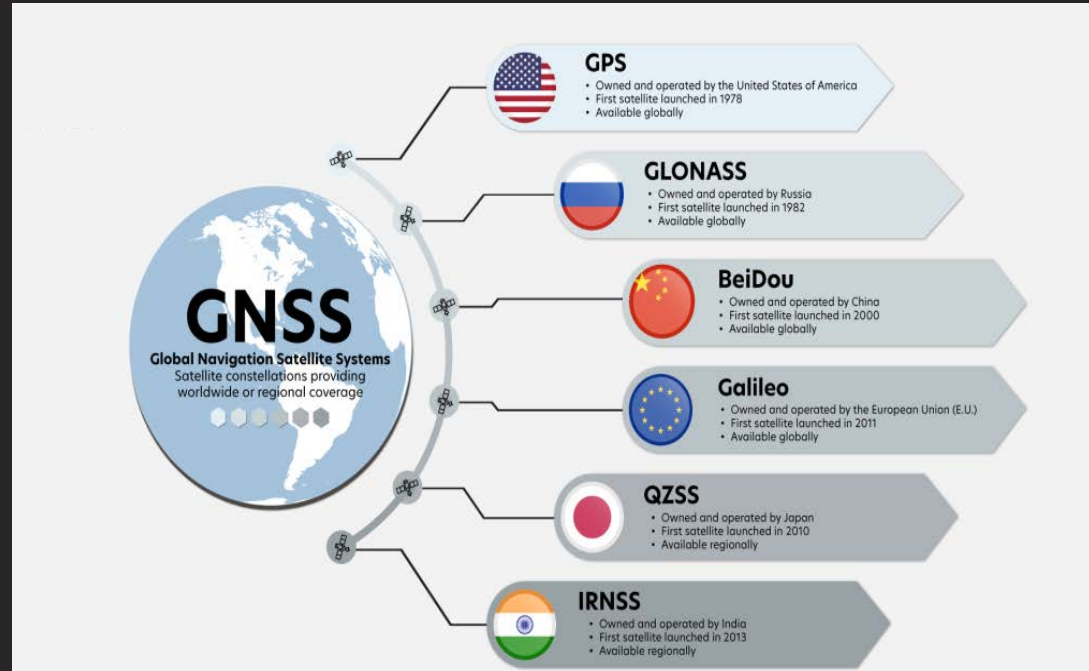 GPS
• Owned and operated by the United States of America
• First satellite launched in 1978
• Available globally
GLONASS
• Owned and operated by Russia
• First satellite launched in 1982
• Available globally
BeiDou
• Owned and operated by China
• First satellite launched in 2000
• Available globally
GNSS
Global Navigation Satellite Systems
Satellite constellations providing
worldwide or regional coverage
Galileo
• Owned and operated by the European Union (E.U.)
• First satellite launched in 2011
• Available globally
QZSS
• Owned and operated by Japan
• First satellite launched in 2010
• Available regionally
IRNSS
• Owned and operated by India
• First satellite launched in 2013
• Available regionally